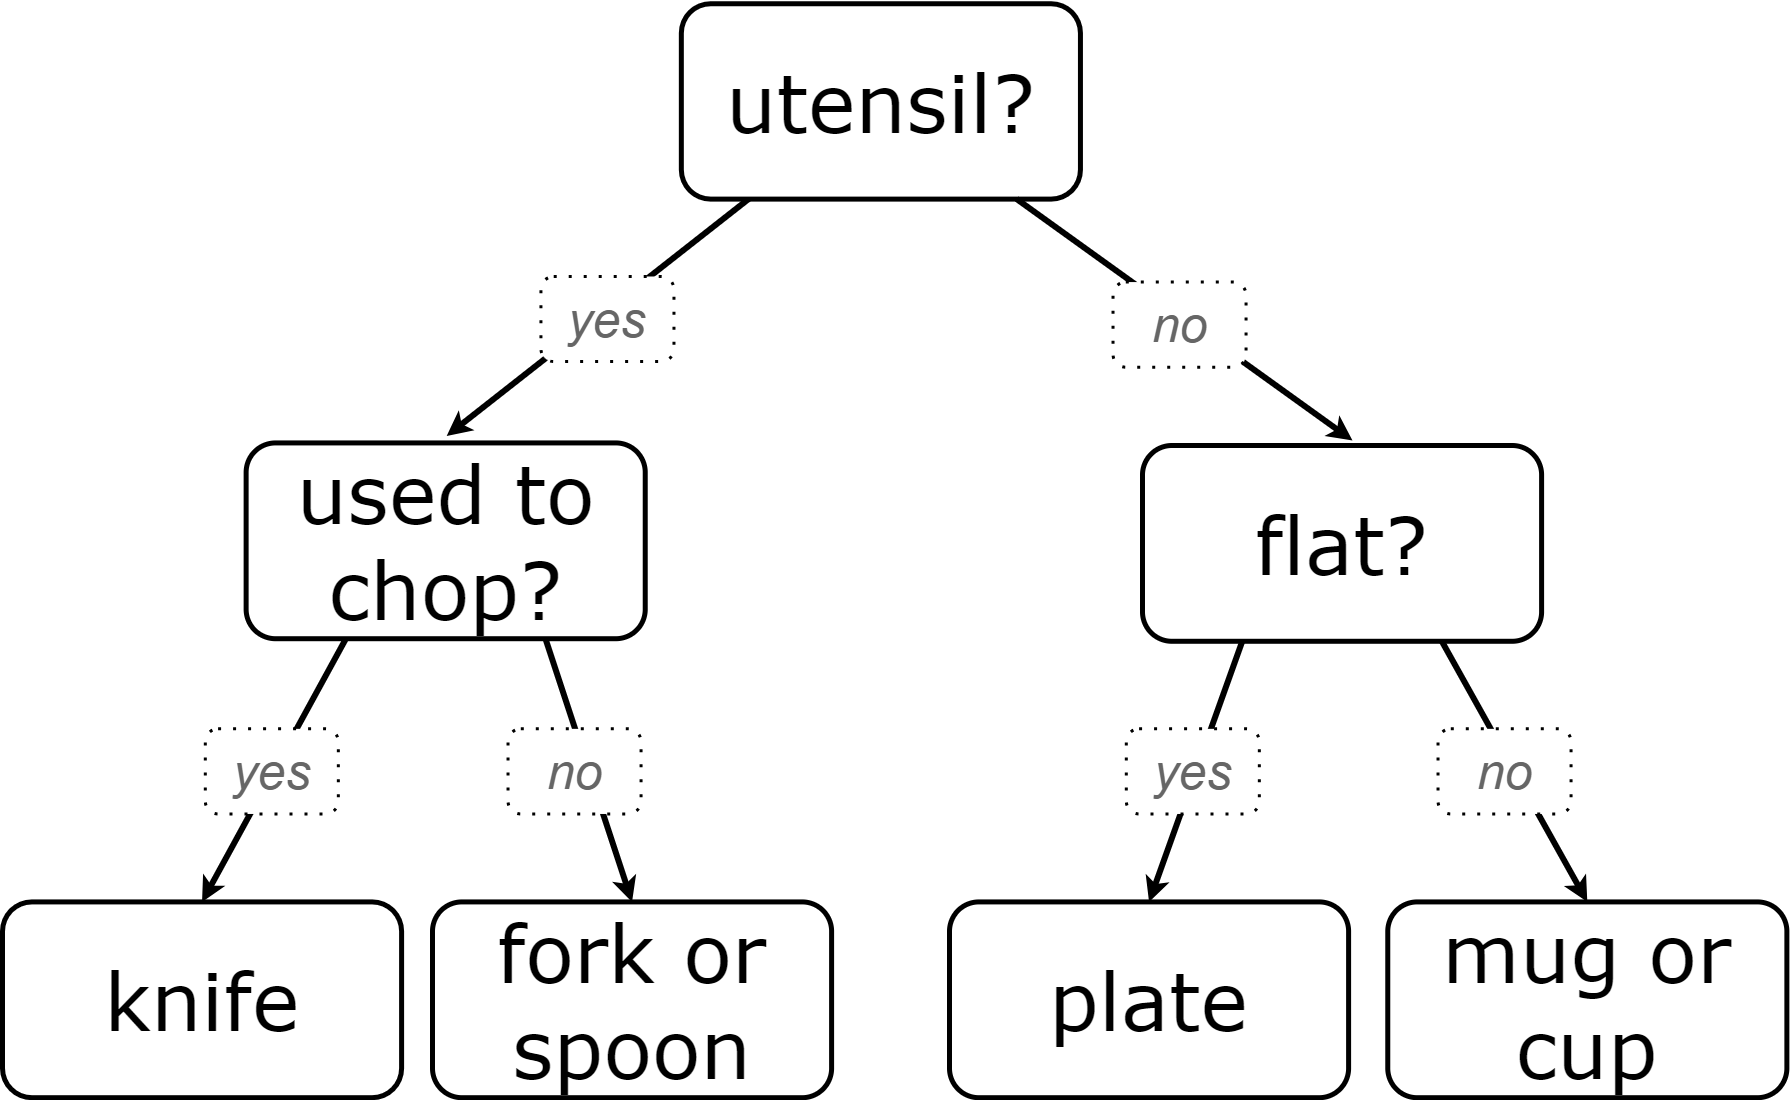 utensil?
yes
no
used to
chop?
flat?
yes
no
yes
no
knife
fork or
spoon
plate
mug or
cup